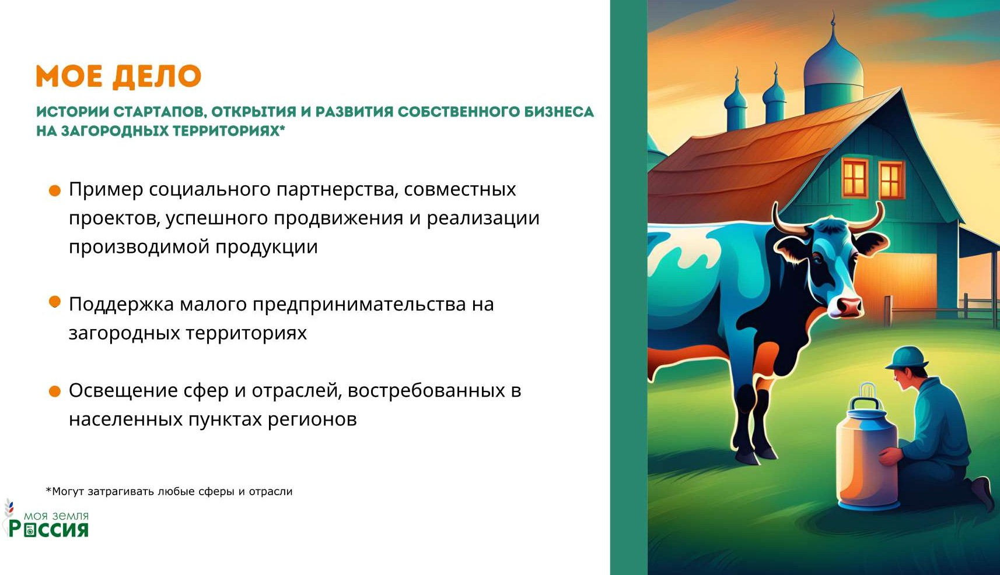 МОЕ ДЕЛО
ИСТОРИИ СТАРТАПОВ, ОТКРЫТИЯ И РАЗВИТИЯ СОБСТВЕННОГО БИЗНЕСА
НА ЗАГОРОДНЫХ ТЕРРИТОРИЯХ*
Пример социального партнерства, совместных
проектов, успешного продвижения и реализации
производимой продукции
Поддержка малого предпринимательства на
загородных территориях
Освещение сфер и отраслей, востребованных в
населенных пунктах регионов
*Могут затрагивать любые сферы и отрасли
моя земля
Россия